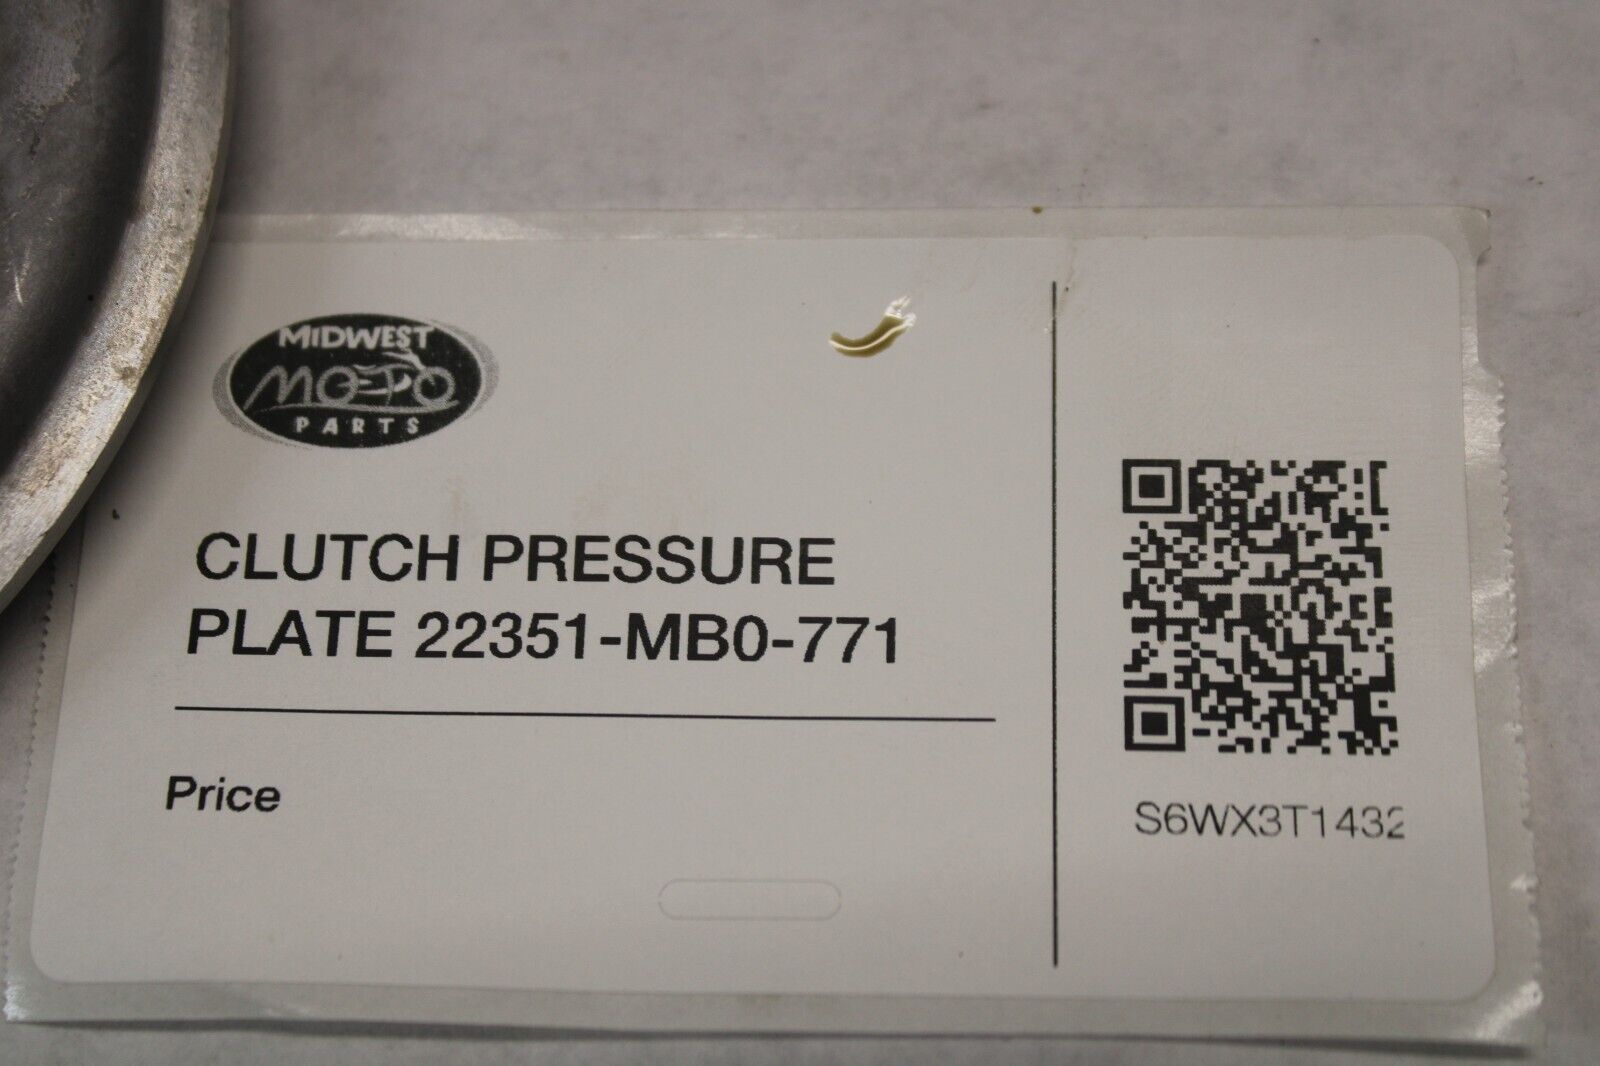 MIDWEST
MOTO
PARTS
CLUTCH PRESSURE
PLATE 22351-MB0-771
Price
S6WX3T1432